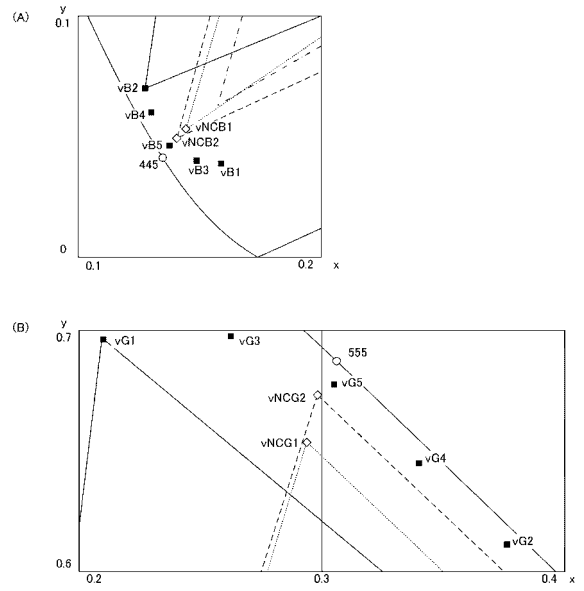 (A)
y
0.1
vB2
vB4
vNCB1
vB5
vNCB2
445
vB3
vB1
0
0.1
0.2
x
(B)
y
0.7
vG1
vG3
555
vG5
vNCG2
vNCG1
vG4
vG2
0.6
0.2
0.3
0.4
x